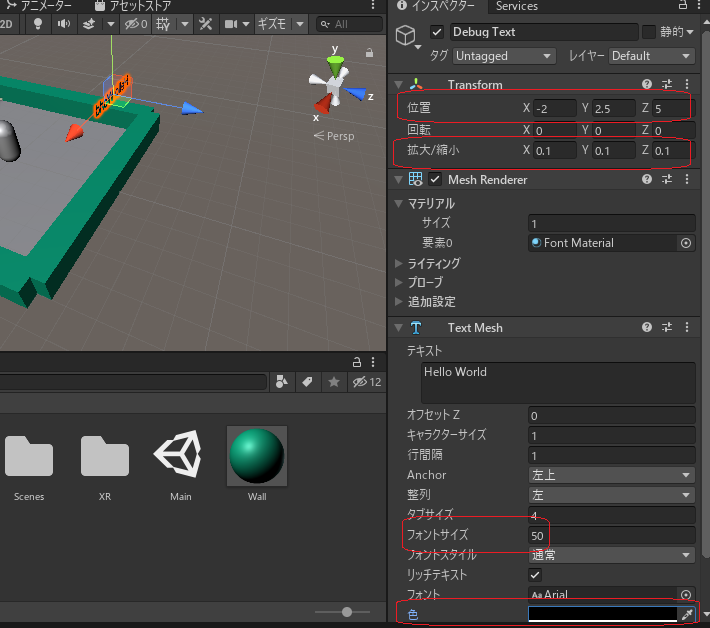 アニメーター
アセットストア
2D
0
ギズモ
All
y
z
x
Persp
12
Scenes
XR
Main
Wall
インスペクター
Services
Debug Text
静的
タグ Untagged レイヤー Default
Transform
位置 X -2 Y 2.5 Z 5
回転 X 0 Y 0 Z 0
拡大/縮小 X 0.1 Y 0.1 Z 0.1
Mesh Renderer
マテリアル
サイズ 1
要素0 Font Material
ライティング
プローブ
追加設定
Text Mesh
テキスト
Hello World
オフセット Z 0
キャラクターサイズ 1
行間隔 1
Anchor 左上
整列 左
タブサイズ 4
フォントサイズ 50
フォントスタイル 通常
リッチテキスト
フォント Aa Arial
色